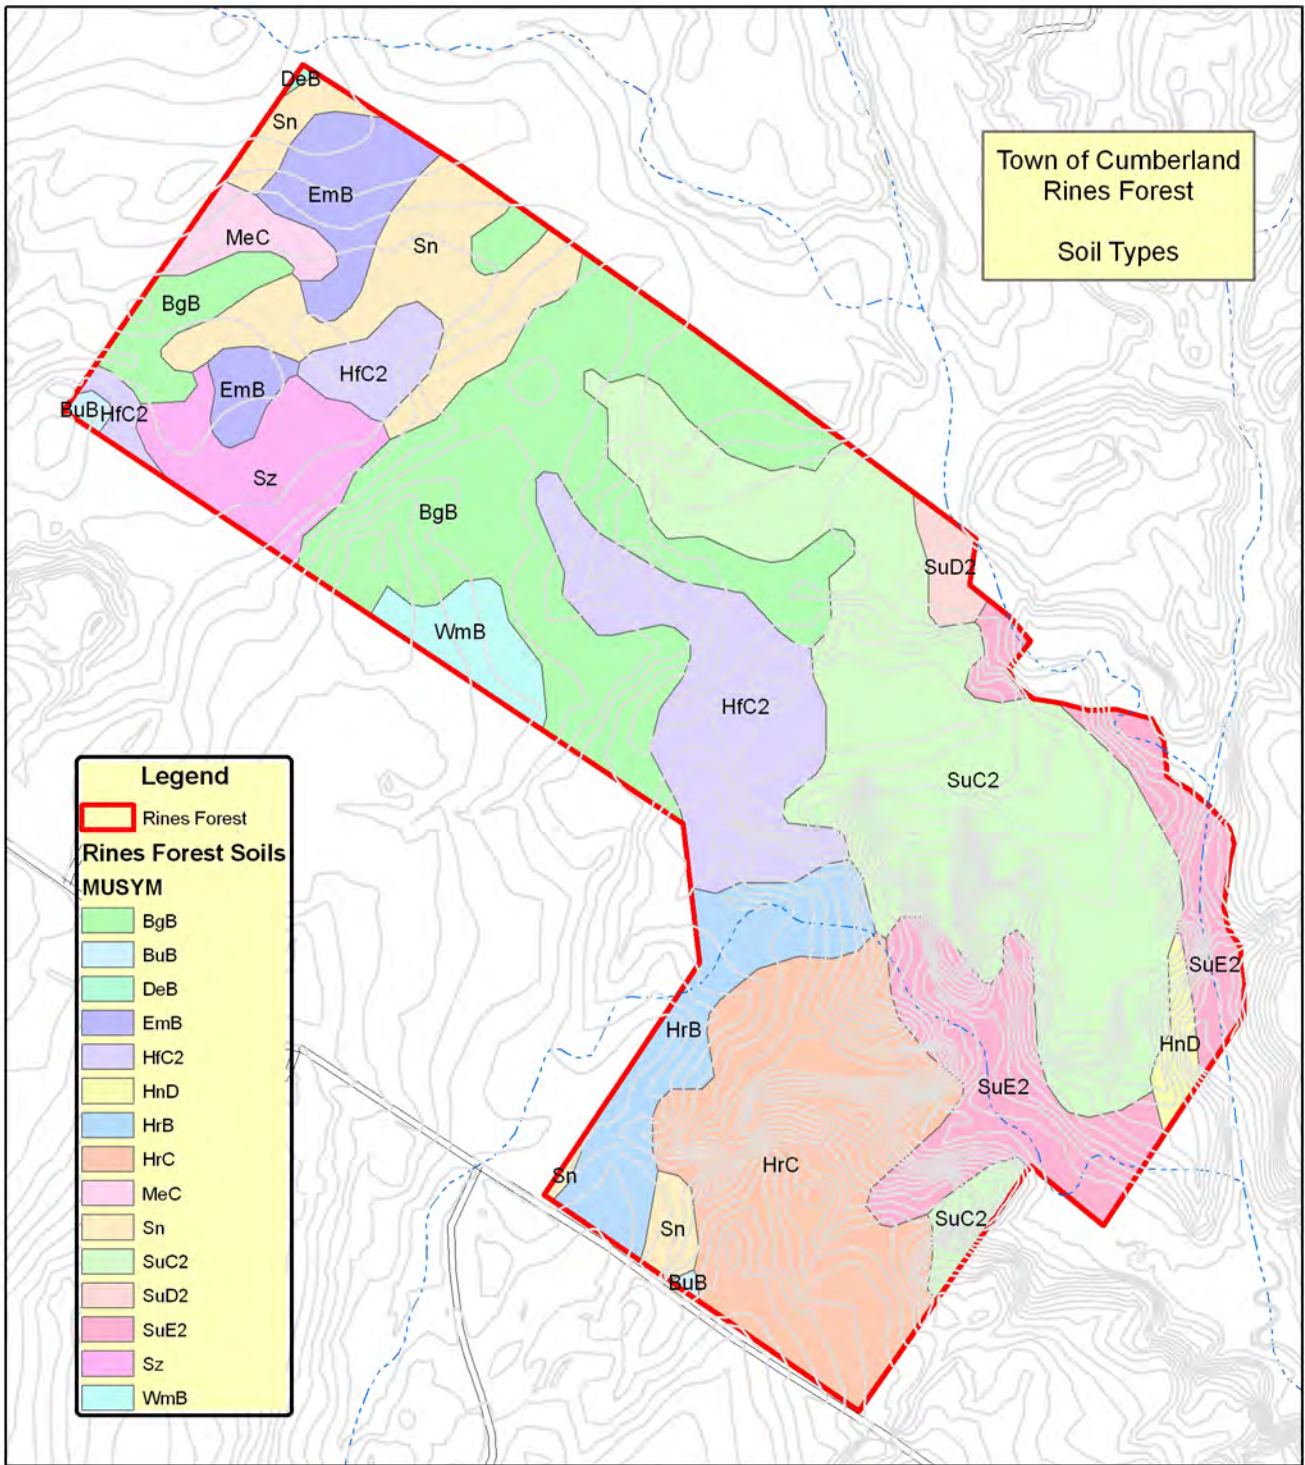 Town of Cumberland
Rines Forest
Soil Types
DeB
Sn
EmB
MeC
Sn
BgB
EmB
HfC2
BuB
HfC2
Sz
BgB
SuD2
WmB
HfC2
SuC2
SuE2
HrB
HnD
SuE2
HrC
Sn
SuC2
Sn
BuB
Legend
Rines Forest
Rines Forest Soils
MUSYM
BgB
BuB
DeB
EmB
HfC2
HnD
HrB
HrC
MeC
Sn
SuC2
SuD2
SuE2
Sz
WmB